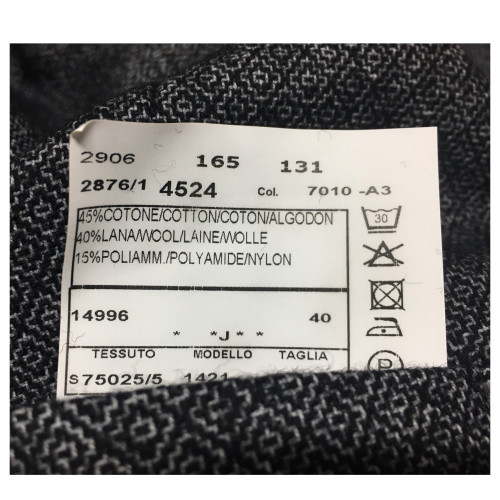 2906 165 131
2876/1 4524 Col. 7010 -A3
45%COTONE/COTTON/COTON/ALGODON
40%LANA/WOOL/LAINE/WOLLE
15%POLIAMM./POLYAMIDE/NYLON
30
14996 40
* *J* *
TESSUTO MODELLO TAGLIA
S75025/5 1421
P